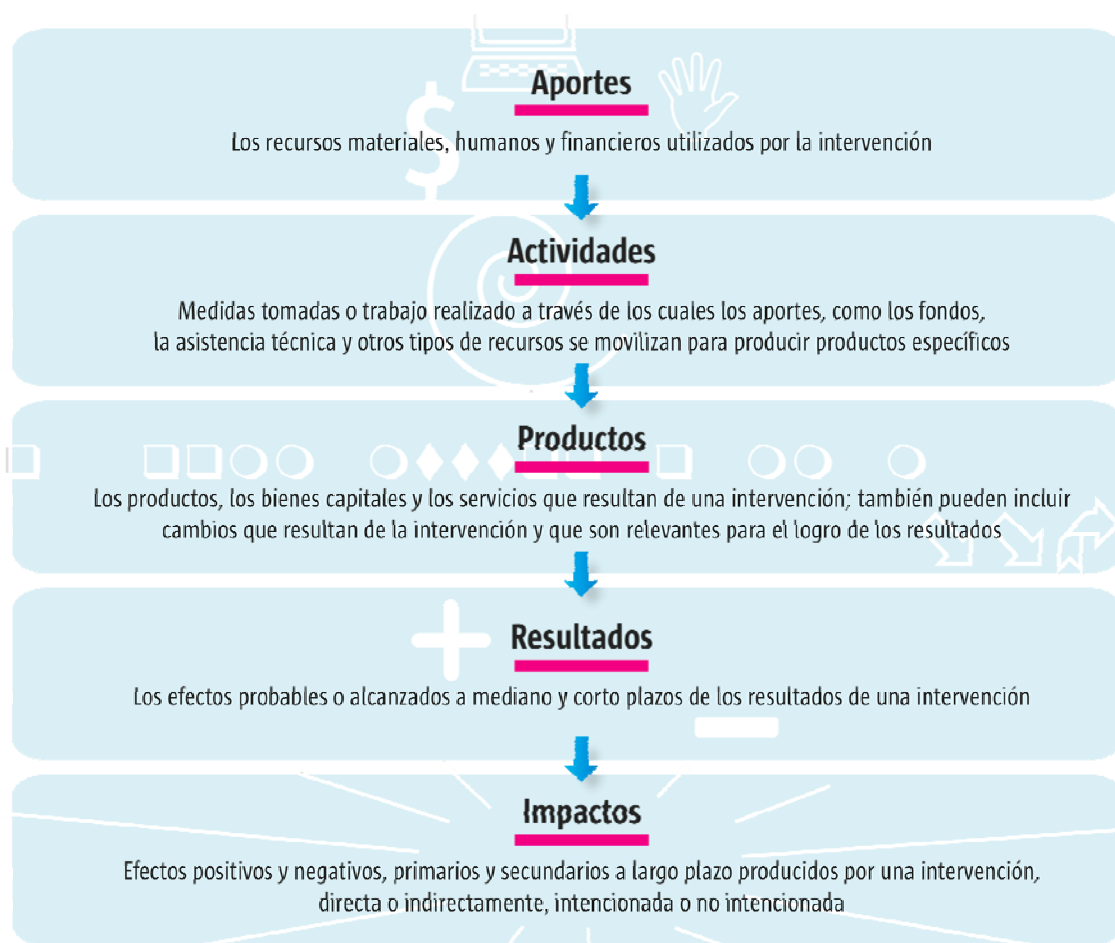 Aportes
Los recursos materiales, humanos y financieros utilizados por la intervención
Actividades
Medidas tomadas o trabajo realizado a través de los cuales los aportes, como los fondos,
la asistencia técnica y otros tipos de recursos se movilizan para producir productos específicos
Productos
Los productos, los bienes capitales y los servicios que resultan de una intervención; también pueden incluir
cambios que resultan de la intervención y que son relevantes para el logro de los resultados
Resultados
Los efectos probables o alcanzados a mediano y corto plazos de los resultados de una intervención
Impactos
Efectos positivos y negativos, primarios y secundarios a largo plazo producidos por una intervención,
directa o indirectamente, intencionada o no intencionada